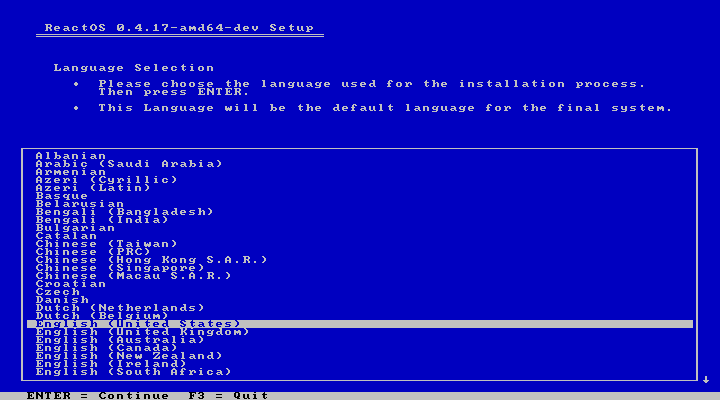 ReactOS 0.4.17-amd64-dev Setup
Language Selection
• Please choose the language used for the installation process.
Then press ENTER.
• This Language will be the default language for the final system.
Albanian
Arabic (Saudi Arabia)
Armenian
Azeri (Cyrillic)
Azeri (Latin)
Basque
Belarusian
Bengali (Bangladesh)
Bengali (India)
Bulgarian
Catalan
Chinese (Taiwan)
Chinese (PRC)
Chinese (Hong Kong S.A.R.)
Chinese (Singapore)
Chinese (Macau S.A.R.)
Croatian
Czech
Danish
Dutch (Netherlands)
Dutch (Belgium)
English (United States)
English (United Kingdom)
English (Australia)
English (Canada)
English (New Zealand)
English (Ireland)
English (South Africa)
ENTER = Continue  F3 = Quit